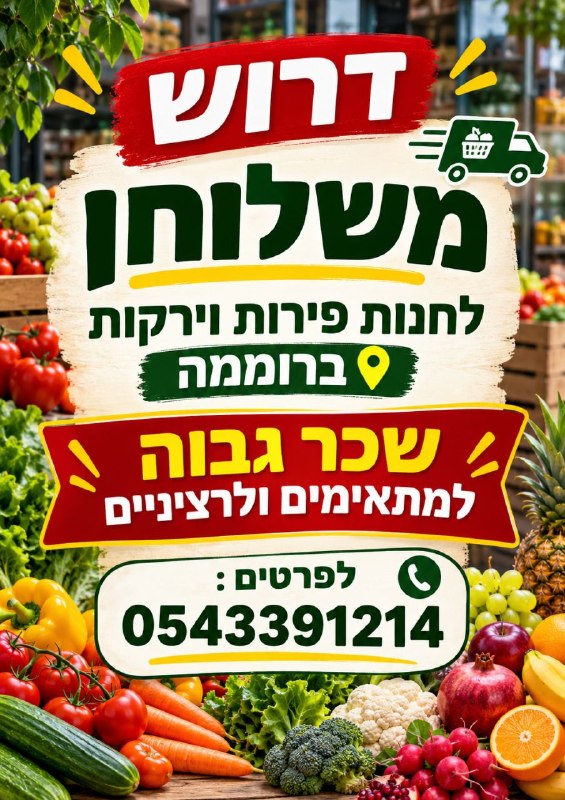 דרוש
משלוחן
לחנות פירות וירקות
ברוממה
שכר גבוה
למתאימים ולרציניים
לפרטים :
0543391214